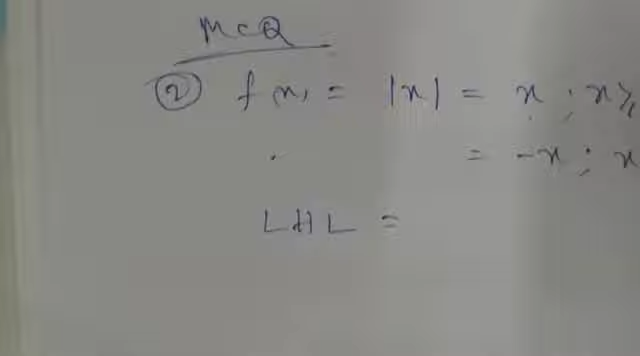 MCQ
② f(x) = |x| = x ; x ≥
= -x ; x
LHL =